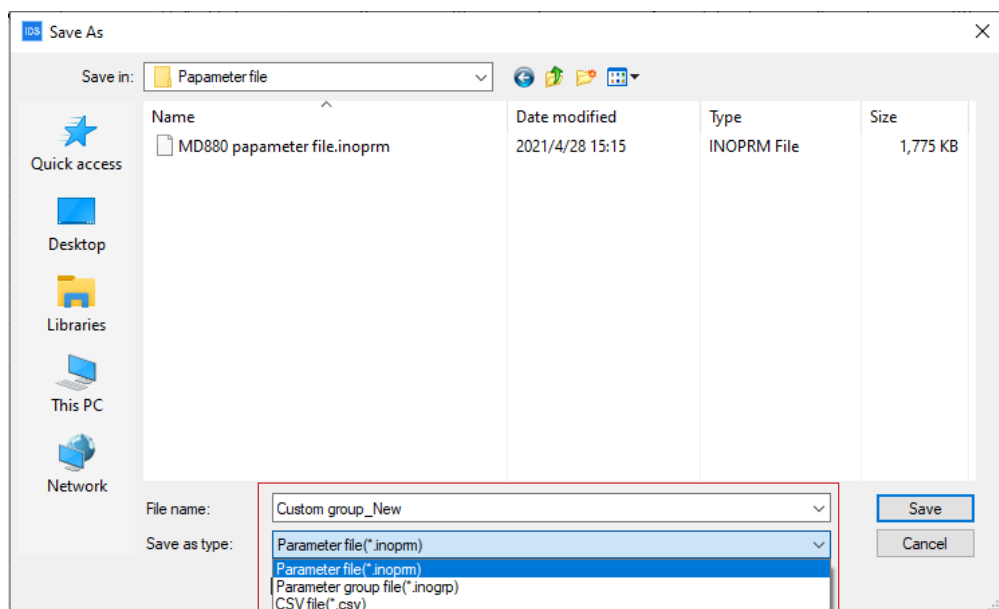 IDS Save As
Save in: Papameter file
Name Date modified Type Size
MD880 papameter file.inoprm 2021/4/28 15:15 INOPRM File 1,775 KB
Quick access
Desktop
Libraries
This PC
Network
File name: Custom group_New Save
Save as type: Parameter file(*.inoprm) Cancel
Parameter file(*.inoprm)
Parameter group file(*.inogrp)
CSV file(*.csv)